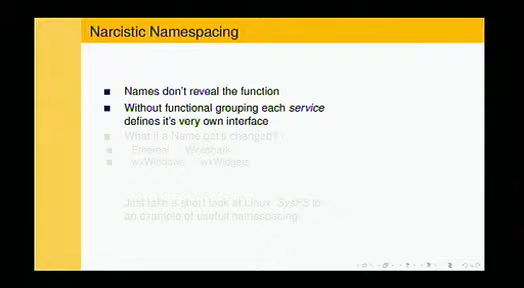 Narcistic Namespacing
Names don't reveal the function
Without functional grouping each service
defines it's very own interface
What if a Name gets changed?
Ethereal Wireshark
wxWindows wxWidgets
Just take a short look at Linux SysFS to
an example of usefull namespacing